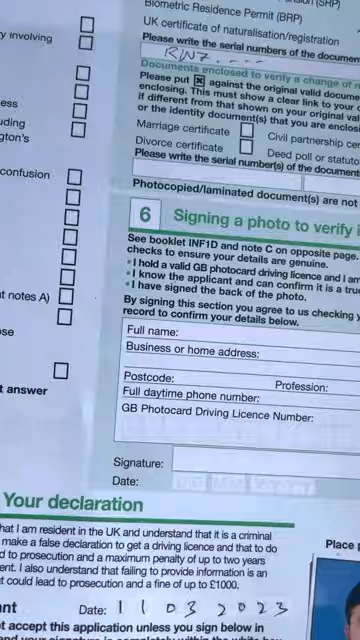 Biometric Residence Permit (BRP)
UK certificate of naturalisation/registration
Please write the serial numbers of the documen
Documents enclosed to verify a change of n
Please put against the original valid docume
enclosing. This must show a clear link to your
if different from that shown on your original val
or the identity document(s) that you are enclos
Marriage certificate
Civil partnership cer
Divorce certificate
Deed poll or statuto
Please write the serial number(s) of the document
Photocopied/laminated document(s) are not
6 Signing a photo to verify i
See booklet INF1D and note C on opposite page.
checks to ensure your details are genuine.
• I hold a valid GB photocard driving licence and I am
• I know the applicant and can confirm it is a tru
• I have signed the back of the photo.
By signing this section you agree to us checking y
record to confirm your details below.
Full name:
Business or home address:
Postcode:
Profession:
Full daytime phone number:
GB Photocard Driving Licence Number:
Signature:
Date:
y involving
ess
uding
gton's
confusion
t notes A)
ose
t answer
Your declaration
hat I am resident in the UK and understand that it is a criminal
make a false declaration to get a driving licence and that to do
d to prosecution and a maximum penalty of up to two years
ent. I also understand that failing to provide information is an
t could lead to prosecution and a fine of up to £1000.
Place
ant
Date: 11 03 2023
t accept this application unless you sign below in